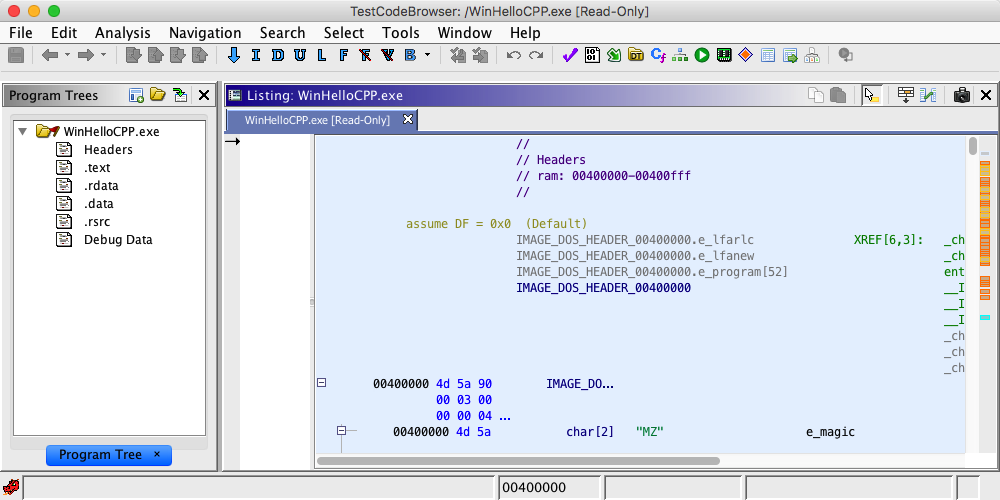 TestCodeBrowser: /WinHelloCPP.exe [Read-Only]
File Edit Analysis Navigation Search Select Tools Window Help
I D U L F R V B
Program Trees
WinHelloCPP.exe
Headers
.text
.rdata
.data
.rsrc
Debug Data
Program Tree ×
Listing: WinHelloCPP.exe
WinHelloCPP.exe [Read-Only]
//
// Headers
// ram: 00400000-00400fff
//
assume DF = 0x0 (Default)
IMAGE_DOS_HEADER_00400000.e_lfarlc XREF[6,3]: _ch
IMAGE_DOS_HEADER_00400000.e_lfanew _ch
IMAGE_DOS_HEADER_00400000.e_program[52] ent
IMAGE_DOS_HEADER_00400000 __I
__I
__I
_ch
_ch
_ch
00400000 4d 5a 90 IMAGE_DO...
00 03 00
00 00 04 ...
00400000 4d 5a char[2] "MZ" e_magic
00400000